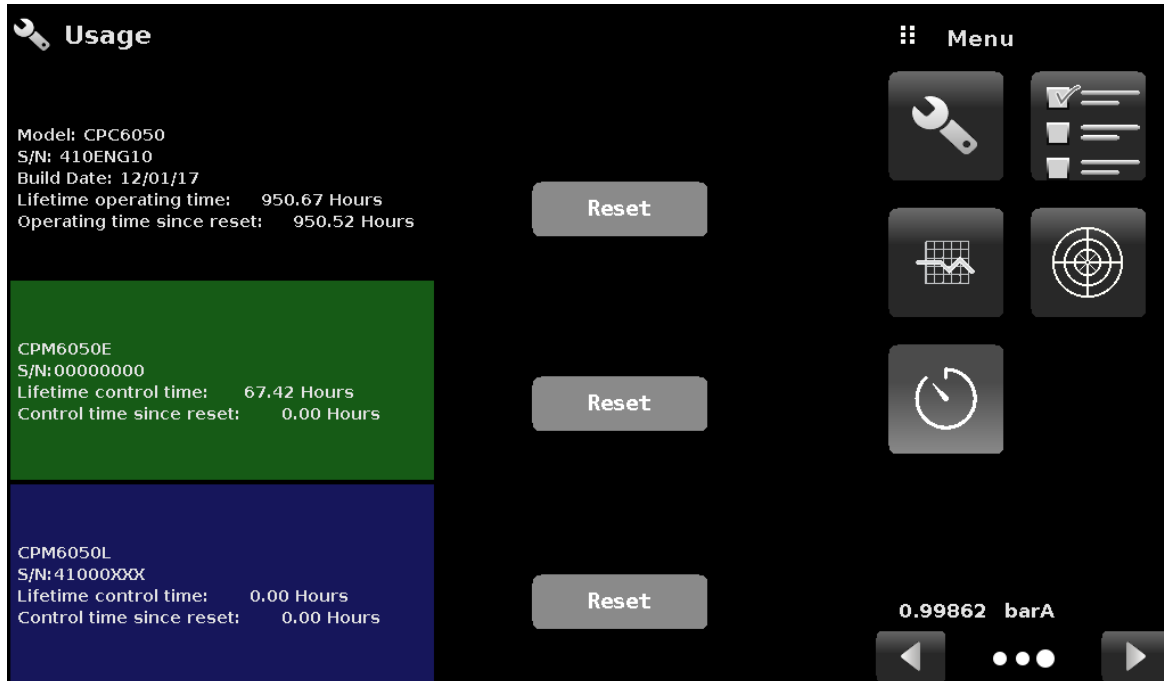 Usage
Menu
Model: CPC6050
S/N: 410ENG10
Build Date: 12/01/17
Lifetime operating time: 950.67 Hours
Operating time since reset: 950.52 Hours
Reset
CPM6050E
S/N:00000000
Lifetime control time: 67.42 Hours
Control time since reset: 0.00 Hours
Reset
CPM6050L
S/N:41000XXX
Lifetime control time: 0.00 Hours
Control time since reset: 0.00 Hours
Reset
0.99862 barA